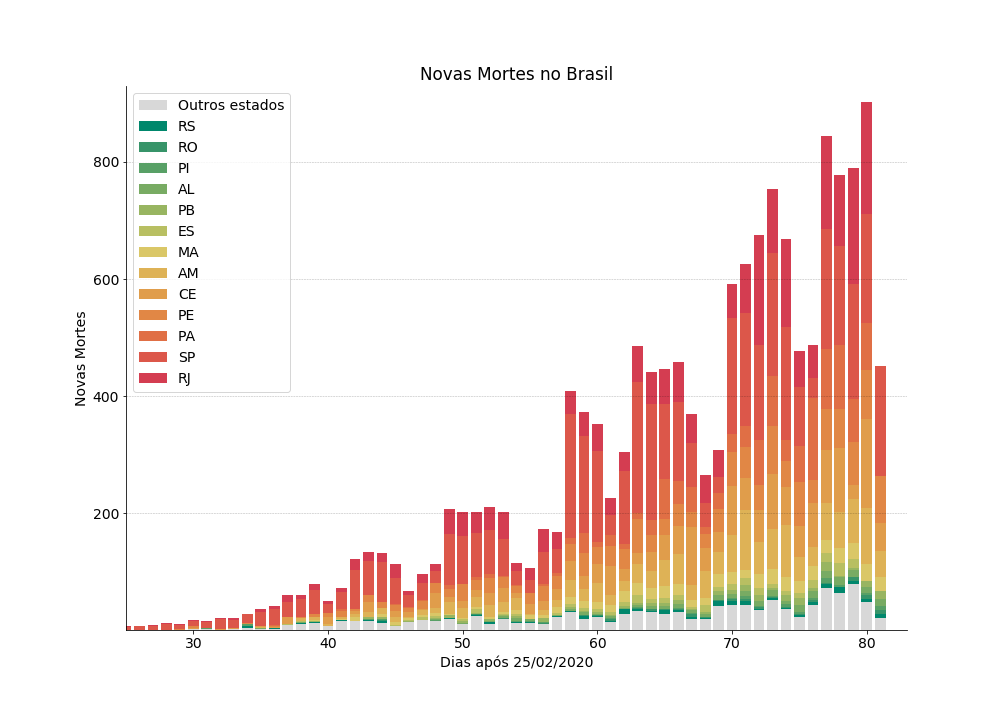 Novas Mortes no Brasil
Outros estados
RS
RO
PI
AL
PB
ES
MA
AM
CE
PE
PA
SP
RJ
800
600
400
200
Novas Mortes
30 40 50 60 70 80
Dias após 25/02/2020